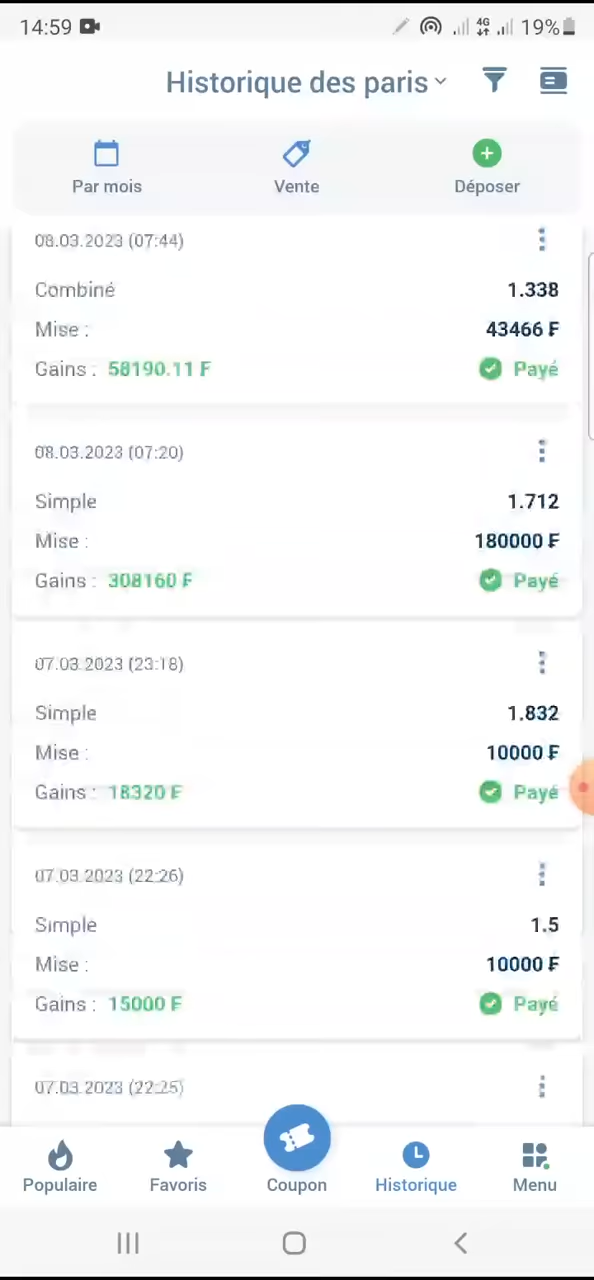 14:59 4G 19%
Historique des paris
Par mois Vente Déposer
08.03.2023 (07:44)
Combiné 1.338
Mise : 43466 ₣
Gains : 58190.11 ₣ Payé
08.03.2023 (07:20)
Simple 1.712
Mise : 180000 ₣
Gains : 308160 ₣ Payé
07.03.2023 (23:18)
Simple 1.832
Mise : 10000 ₣
Gains : 18320 ₣ Payé
07.03.2023 (22:26)
Simple 1.5
Mise : 10000 ₣
Gains : 15000 ₣ Payé
07.03.2023 (22:25)
Populaire Favoris Coupon Historique Menu